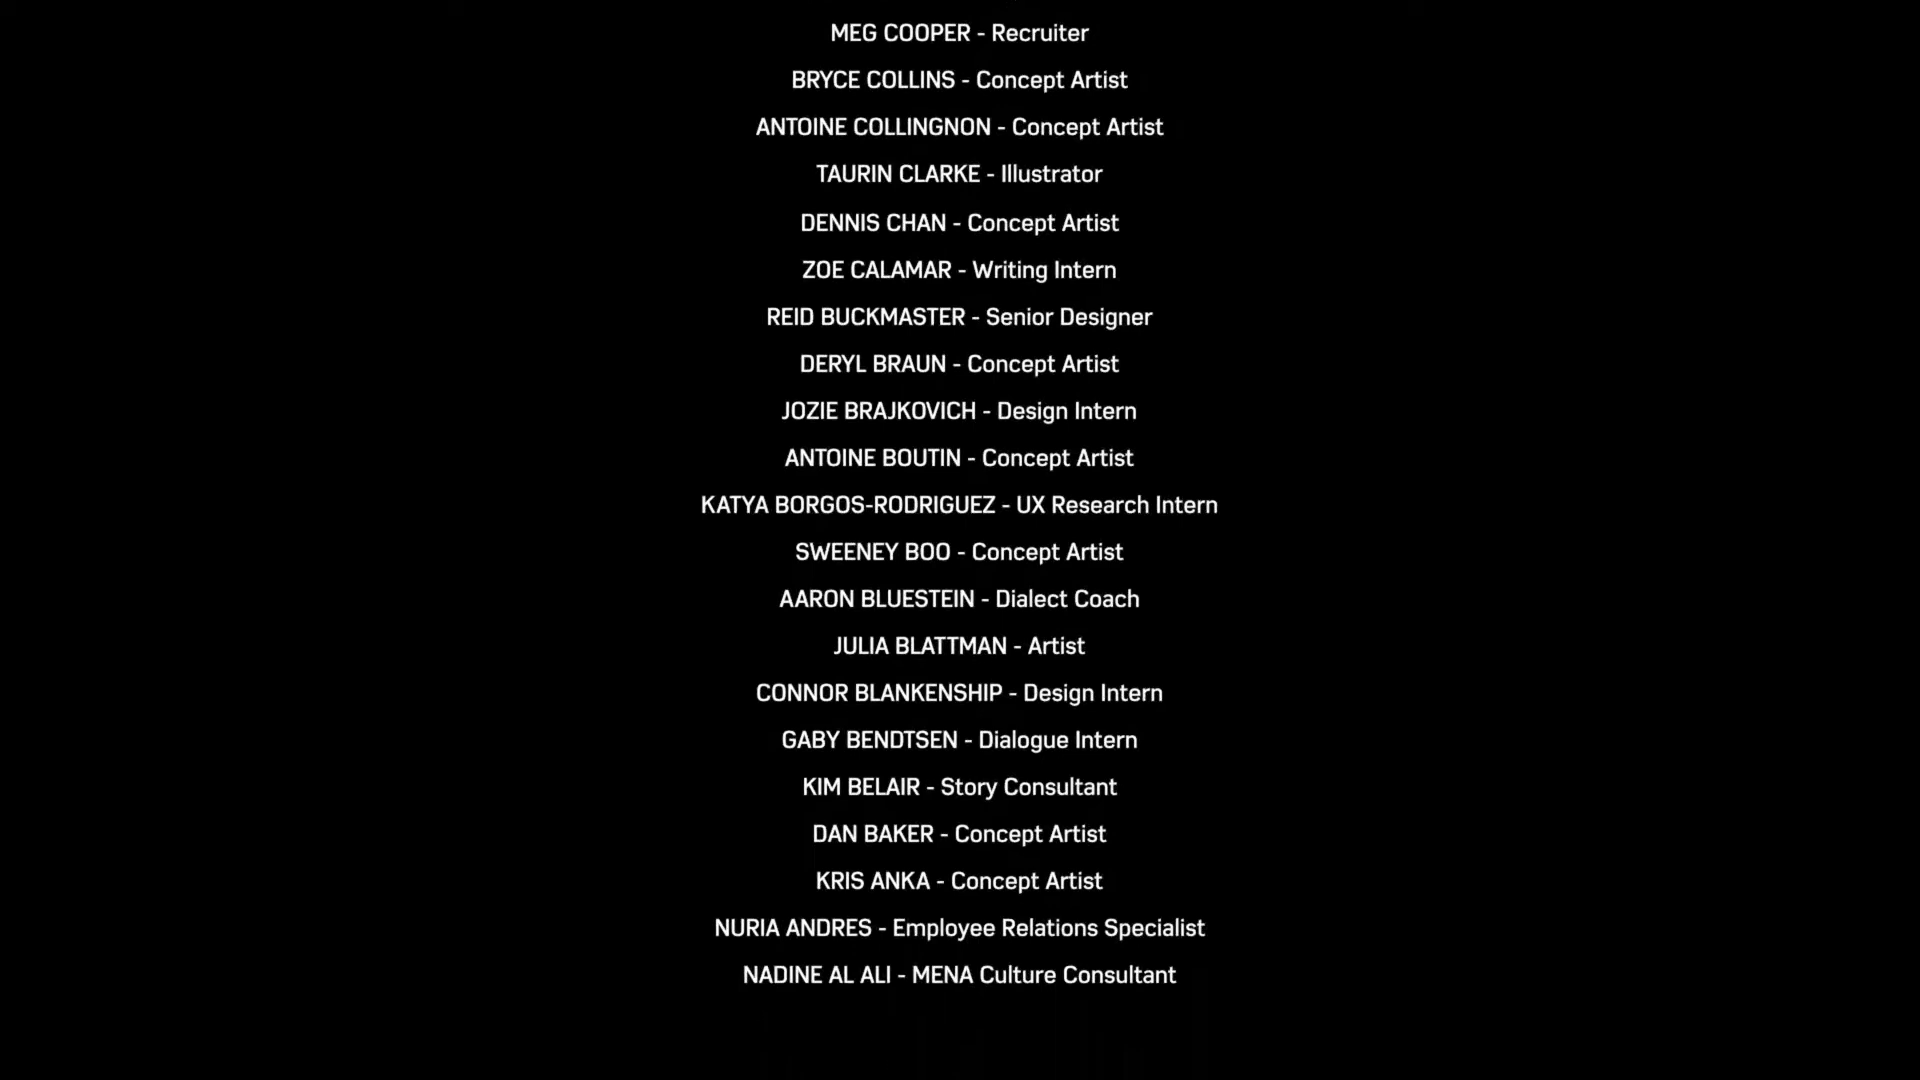 MEG COOPER - Recruiter
BRYCE COLLINS - Concept Artist
ANTOINE COLLINGNON - Concept Artist
TAURIN CLARKE - Illustrator
DENNIS CHAN - Concept Artist
ZOE CALAMAR - Writing Intern
REID BUCKMASTER - Senior Designer
DERYL BRAUN - Concept Artist
JOZIE BRAJKOVICH - Design Intern
ANTOINE BOUTIN - Concept Artist
KATYA BORGOS-RODRIGUEZ - UX Research Intern
SWEENEY BOO - Concept Artist
AARON BLUESTEIN - Dialect Coach
JULIA BLATTMAN - Artist
CONNOR BLANKENSHIP - Design Intern
GABY BENDTSEN - Dialogue Intern
KIM BELAIR - Story Consultant
DAN BAKER - Concept Artist
KRIS ANKA - Concept Artist
NURIA ANDRES - Employee Relations Specialist
NADINE AL ALI - MENA Culture Consultant